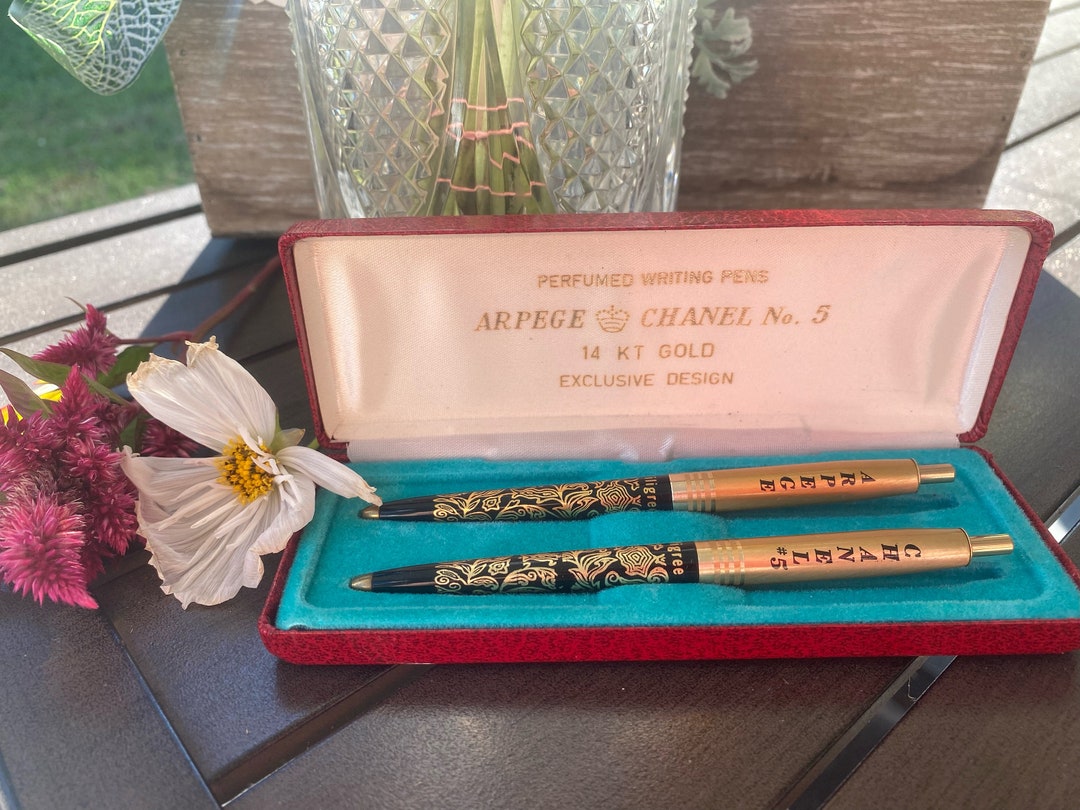 PERFUMED WRITING PENS
ARPEGE CHANEL No. 5
14 KT GOLD
EXCLUSIVE DESIGN
ARPEGE
CHANEL
#5